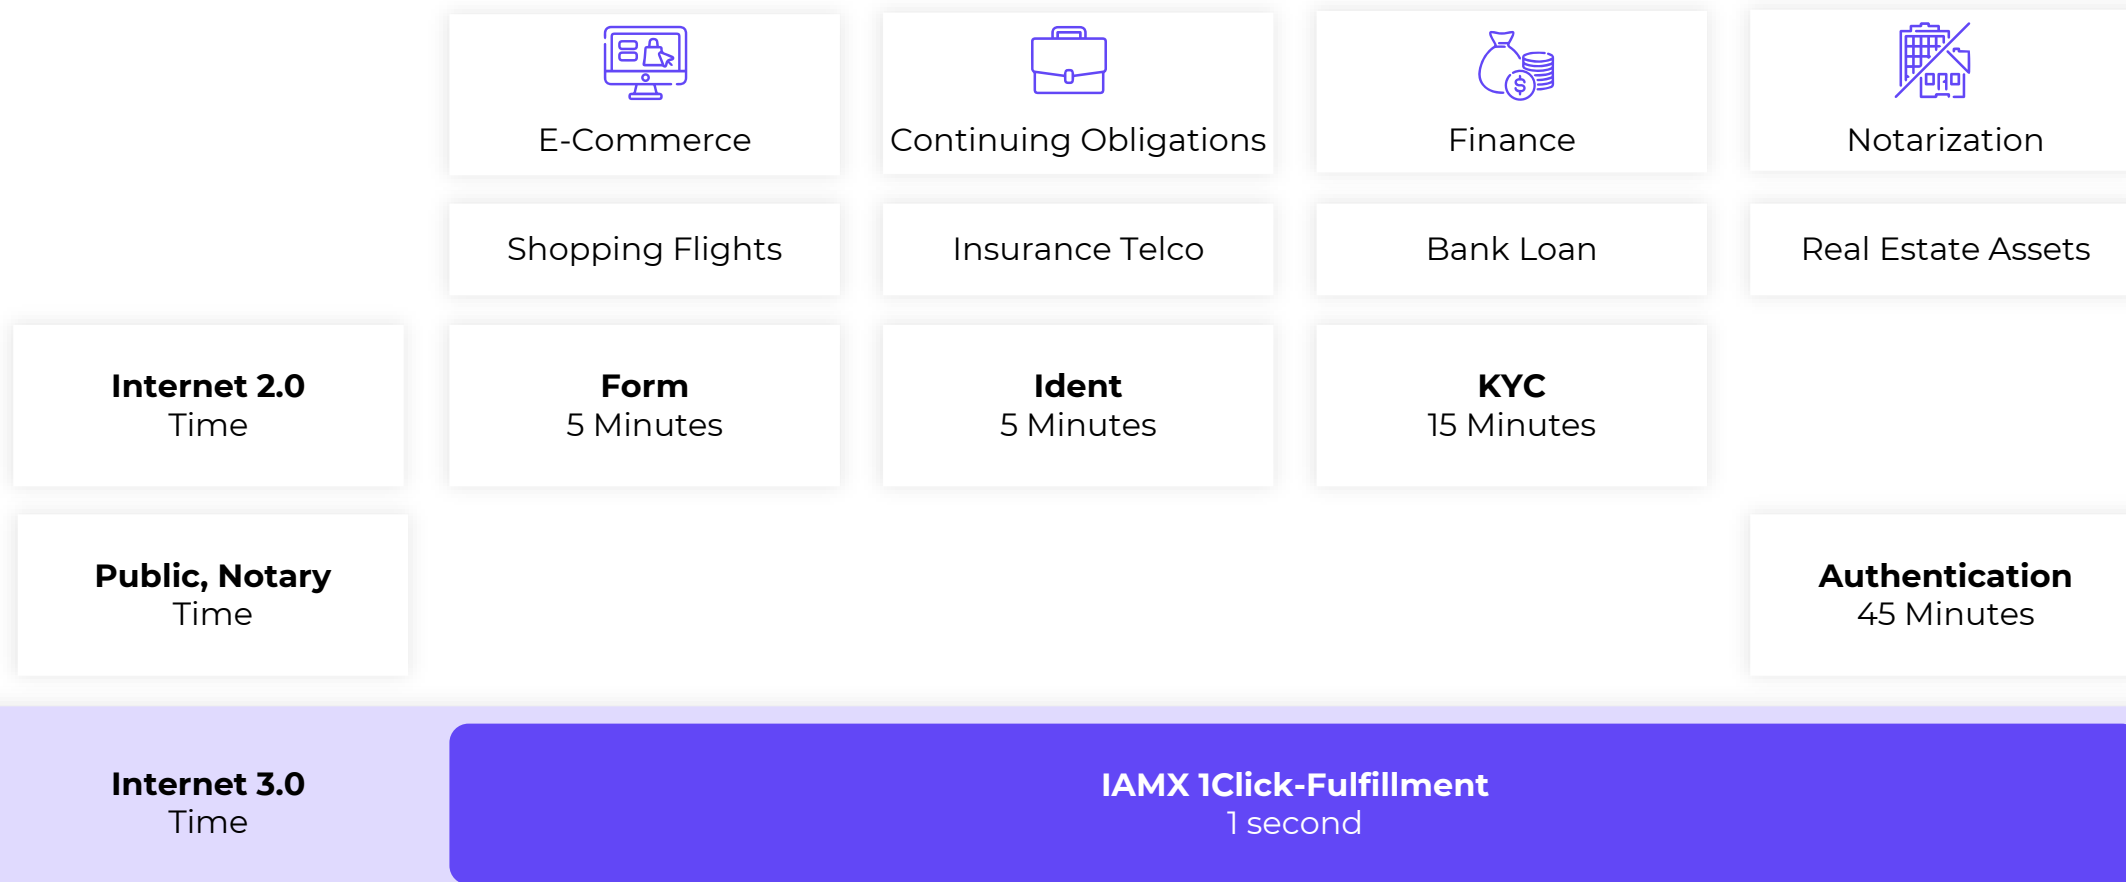 E-Commerce
Continuing Obligations
Finance
Notarization
Shopping Flights
Insurance Telco
Bank Loan
Real Estate Assets
Internet 2.0
Time
Form
5 Minutes
Ident
5 Minutes
KYC
15 Minutes
Public, Notary
Time
Authentication
45 Minutes
Internet 3.0
Time
IAMX 1Click-Fulfillment
1 second